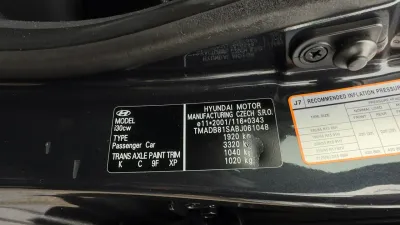 MODEL
i30cw
TYPE
Passenger Car
TRANS AXLE PAINT TRIM
K C 9F XP
HYUNDAI MOTOR
MANUFACTURING CZECH S.R.O.
e11*2001/116*0343
TMADB81SABJ061048
1920 kg
3320 kg
1040 kg
1020 kg
J7 RECOMMENDED INFLATION